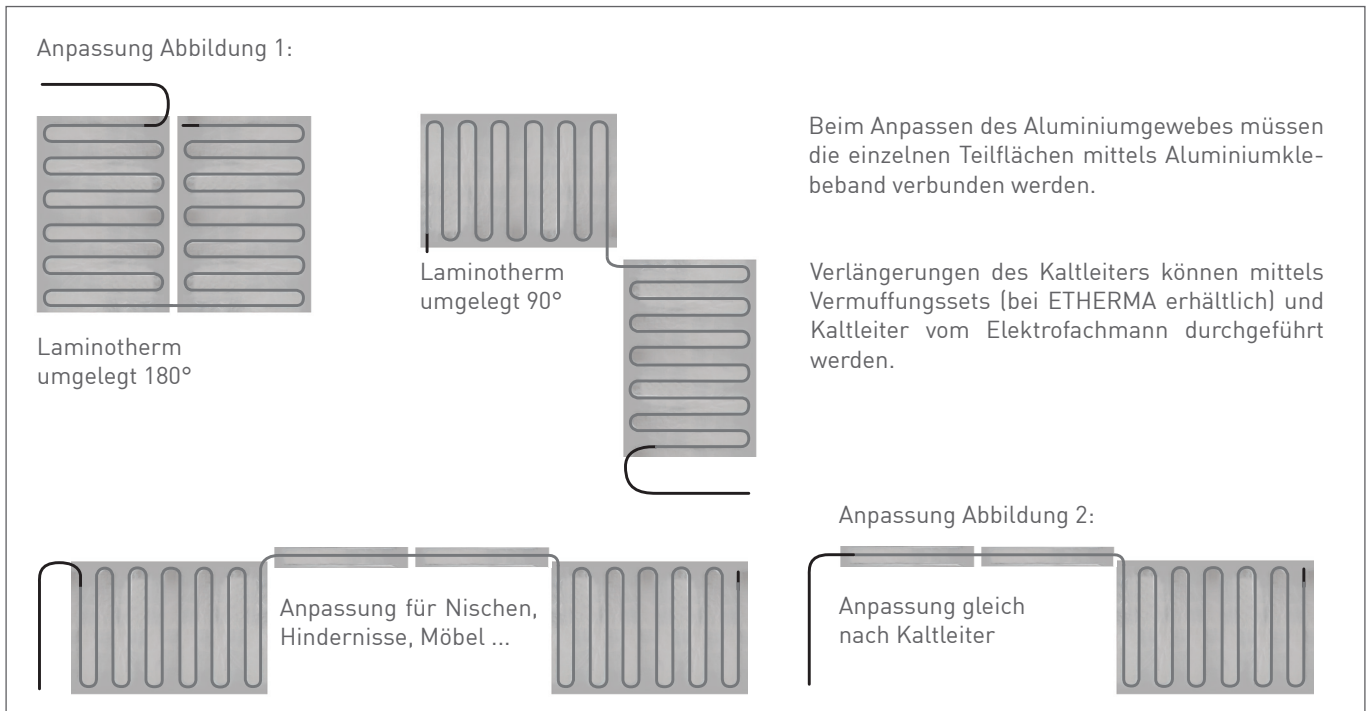 Anpassung Abbildung 1:
Laminotherm
umgelegt 180°
Laminotherm
umgelegt 90°
Beim Anpassen des Aluminiumgewebes müssen
die einzelnen Teilflächen mittels Aluminiumkle-
beband verbunden werden.
Verlängerungen des Kaltleiters können mittels
Vermuffungssets (bei ETHERMA erhältlich) und
Kaltleiter vom Elektrofachmann durchgeführt
werden.
Anpassung für Nischen,
Hindernisse, Möbel ...
Anpassung Abbildung 2:
Anpassung gleich
nach Kaltleiter